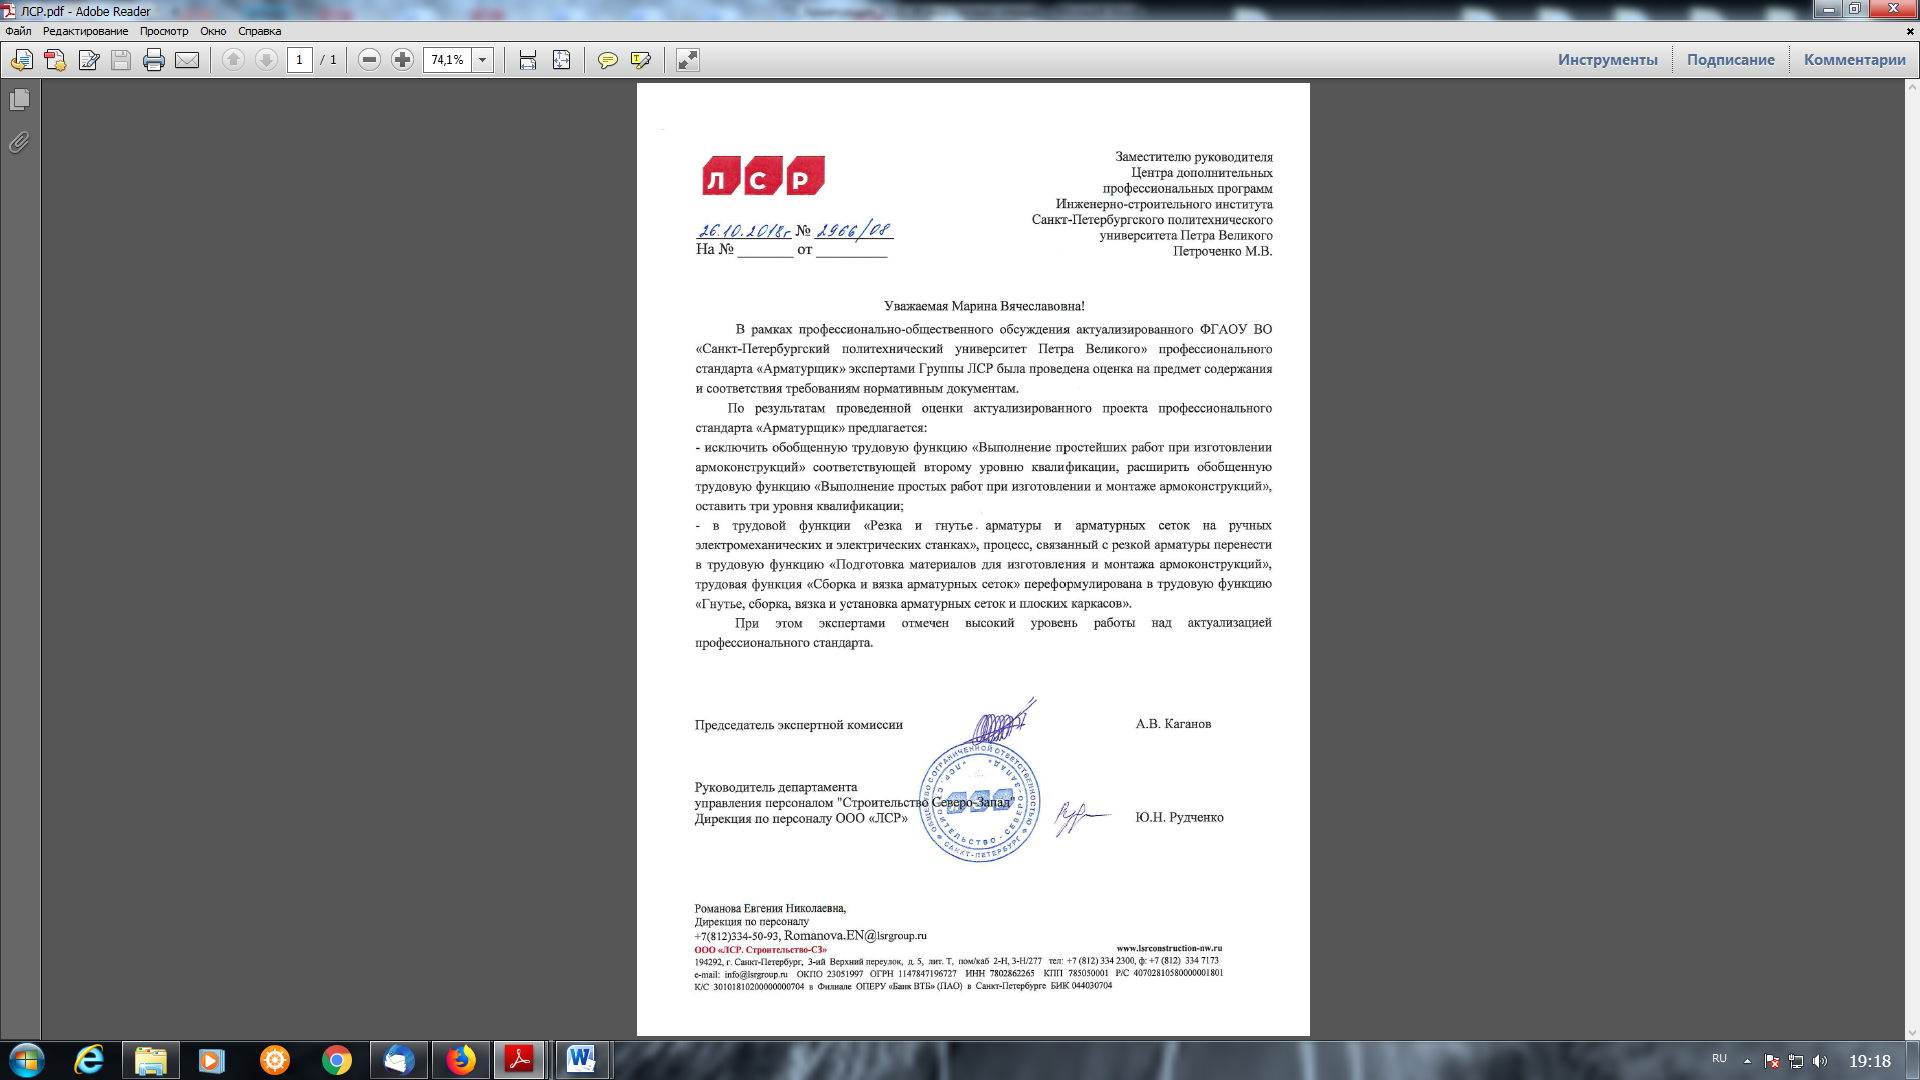 ЛСР.pdf - Adobe Reader
Файл Редактирование Просмотр Окно Справка
1 / 1 74,1% Инструменты Подписание Комментарии
ЛСР
Заместителю руководителя
Центра дополнительных
профессиональных программ
Инженерно-строительного института
Санкт-Петербургского политехнического
университета Петра Великого
Петроченко М.В.
26.10.2018г № 2966/08
На № ________ от __________
Уважаемая Марина Вячеславовна!
В рамках профессионально-общественного обсуждения актуализированного ФГАОУ ВО
«Санкт-Петербургский политехнический университет Петра Великого» профессионального
стандарта «Арматурщик» экспертами Группы ЛСР была проведена оценка на предмет содержания
и соответствия требованиям нормативным документам.
По результатам проведенной оценки актуализированного проекта профессионального
стандарта «Арматурщик» предлагается:
- исключить обобщенную трудовую функцию «Выполнение простейших работ при изготовлении
армоконструкций» соответствующей второму уровню квалификации, расширить обобщенную
трудовую функцию «Выполнение простых работ при изготовлении и монтаже армоконструкций»,
оставить три уровня квалификации;
- в трудовой функции «Резка и гнутье арматуры и арматурных сеток на ручных
электромеханических и электрических станках», процесс, связанный с резкой арматуры перенести
в трудовую функцию «Подготовка материалов для изготовления и монтажа армоконструкций»,
трудовая функция «Сборка и вязка арматурных сеток» переформулирована в трудовую функцию
«Гнутье, сборка, вязка и установка арматурных сеток и плоских каркасов».
При этом экспертами отмечен высокий уровень работы над актуализацией
профессионального стандарта.
Председатель экспертной комиссии А.В. Каганов
Руководитель департамента
управления персоналом "Строительство Северо-Запад"
Дирекция по персоналу ООО «ЛСР» Ю.Н. Рудченко
ОБЩЕСТВО С ОГРАНИЧЕННОЙ ОТВЕТСТВЕННОСТЬЮ
САНКТ-ПЕТЕРБУРГ
«ЛСР. СТРОИТЕЛЬСТВО-СЕВЕРО-ЗАПАД»
Романова Евгения Николаевна,
Дирекция по персоналу
+7(812)334-50-93, Romanova.EN@lsrgroup.ru
ООО «ЛСР. Строительство-СЗ» www.lsrconstruction-nw.ru
194292, г. Санкт-Петербург, 3-ий Верхний переулок, д. 5, лит. Т, пом/каб 2-Н, 3-Н/277 тел: +7 (812) 334 2300, ф: +7 (812) 334 7173
e-mail: info@lsrgroup.ru ОКПО 23051997 ОГРН 1147847196727 ИНН 7802862265 КПП 785050001 Р/С 40702810580000001801
К/С 30101810200000000704 в Филиале ОПЕРУ «Банк ВТБ» (ПАО) в Санкт-Петербурге БИК 044030704
RU 19:18